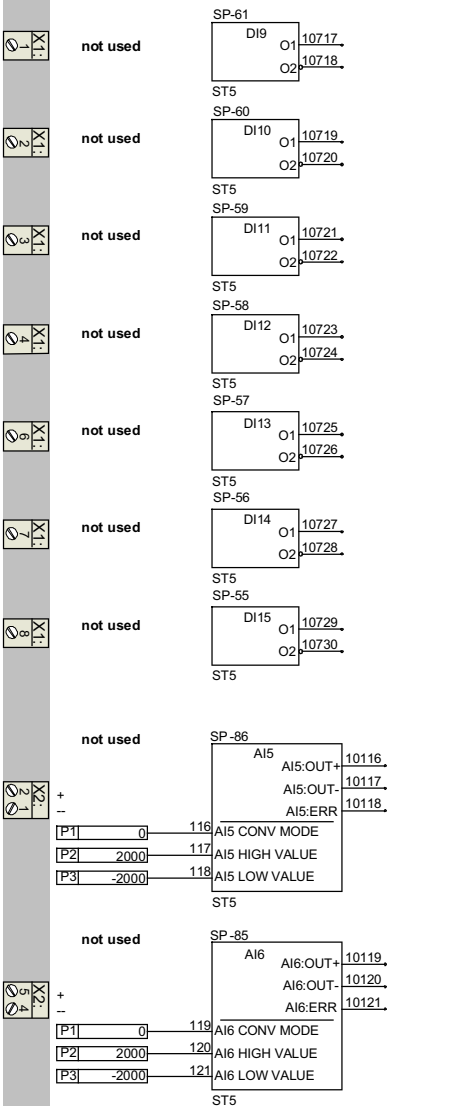 SP-61
X1: 1 not used DI9 O1 10717
O2 10718
ST5
SP-60
X1: 2 not used DI10 O1 10719
O2 10720
ST5
SP-59
X1: 3 not used DI11 O1 10721
O2 10722
ST5
SP-58
X1: 4 not used DI12 O1 10723
O2 10724
ST5
SP-57
X1: 6 not used DI13 O1 10725
O2 10726
ST5
SP-56
X1: 7 not used DI14 O1 10727
O2 10728
ST5
SP-55
X1: 8 not used DI15 O1 10729
O2 10730
ST5
not used SP-86
AI5
AI5:OUT+ 10116
AI5:OUT- 10117
X2: 2 1 +
-- AI5:ERR 10118
P1 0 116 AI5 CONV MODE
P2 2000 117 AI5 HIGH VALUE
P3 -2000 118 AI5 LOW VALUE
ST5
not used SP-85
AI6
AI6:OUT+ 10119
AI6:OUT- 10120
X2: 5 4 +
-- AI6:ERR 10121
P1 0 119 AI6 CONV MODE
P2 2000 120 AI6 HIGH VALUE
P3 -2000 121 AI6 LOW VALUE
ST5